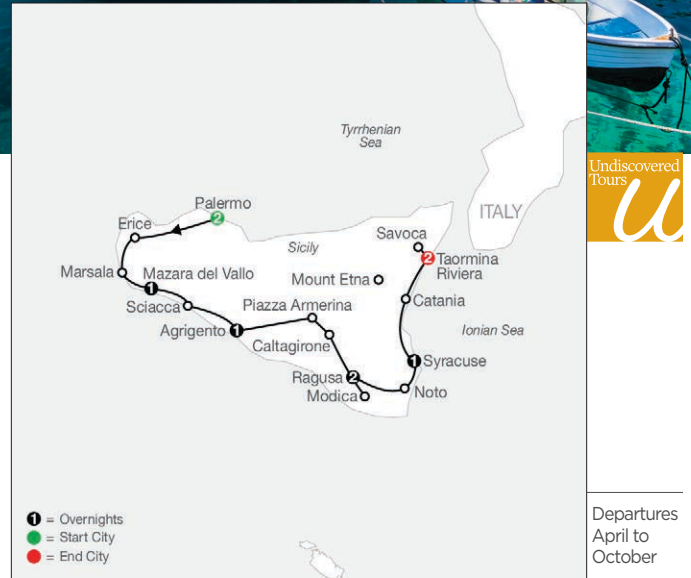 Tyrrhenian
Sea
Undiscovered
Tours
U
ITALY
Palermo
2
Erice
Sicily
Savoca
2
Taormina
Riviera
Marsala
Mazara del Vallo
1
Mount Etna
Sciacca
Piazza Armerina
Catania
Agrigento
1
Caltagirone
Ionian Sea
1
Syracuse
Ragusa
2
Modica
Noto
1 = Overnights
= Start City
= End City
Departures
April to
October